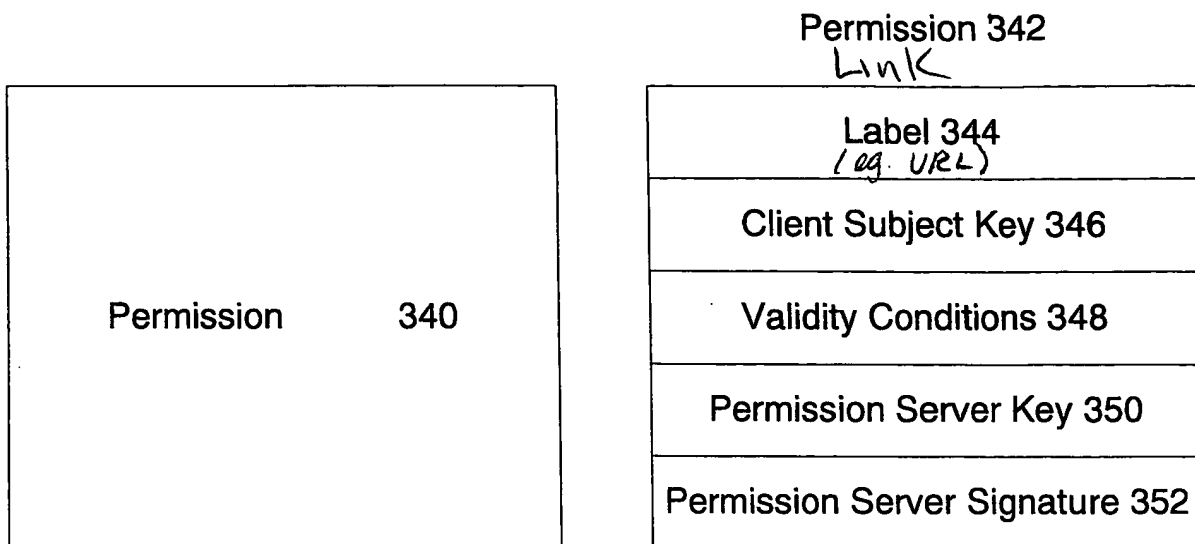 Permission 342
Link
Label 344
(eg. URL)
Client Subject Key 346
Permission 340
Validity Conditions 348
Permission Server Key 350
Permission Server Signature 352